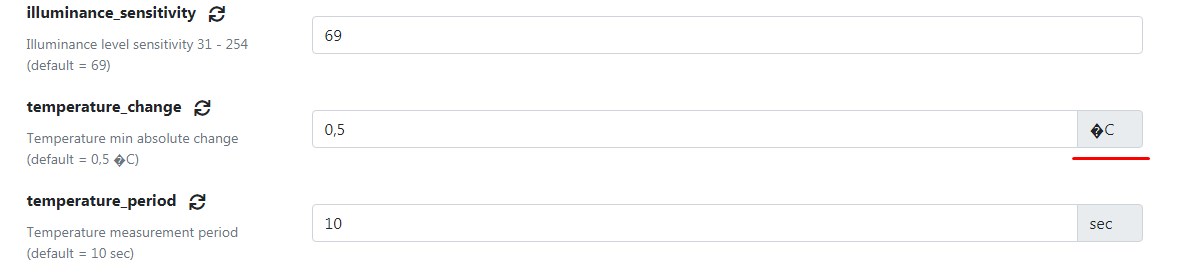 illuminance_sensitivity
Illuminance level sensitivity 31 - 254
(default = 69)
69
temperature_change
Temperature min absolute change
(default = 0,5 �C)
0,5
�C
temperature_period
Temperature measurement period
(default = 10 sec)
10
sec